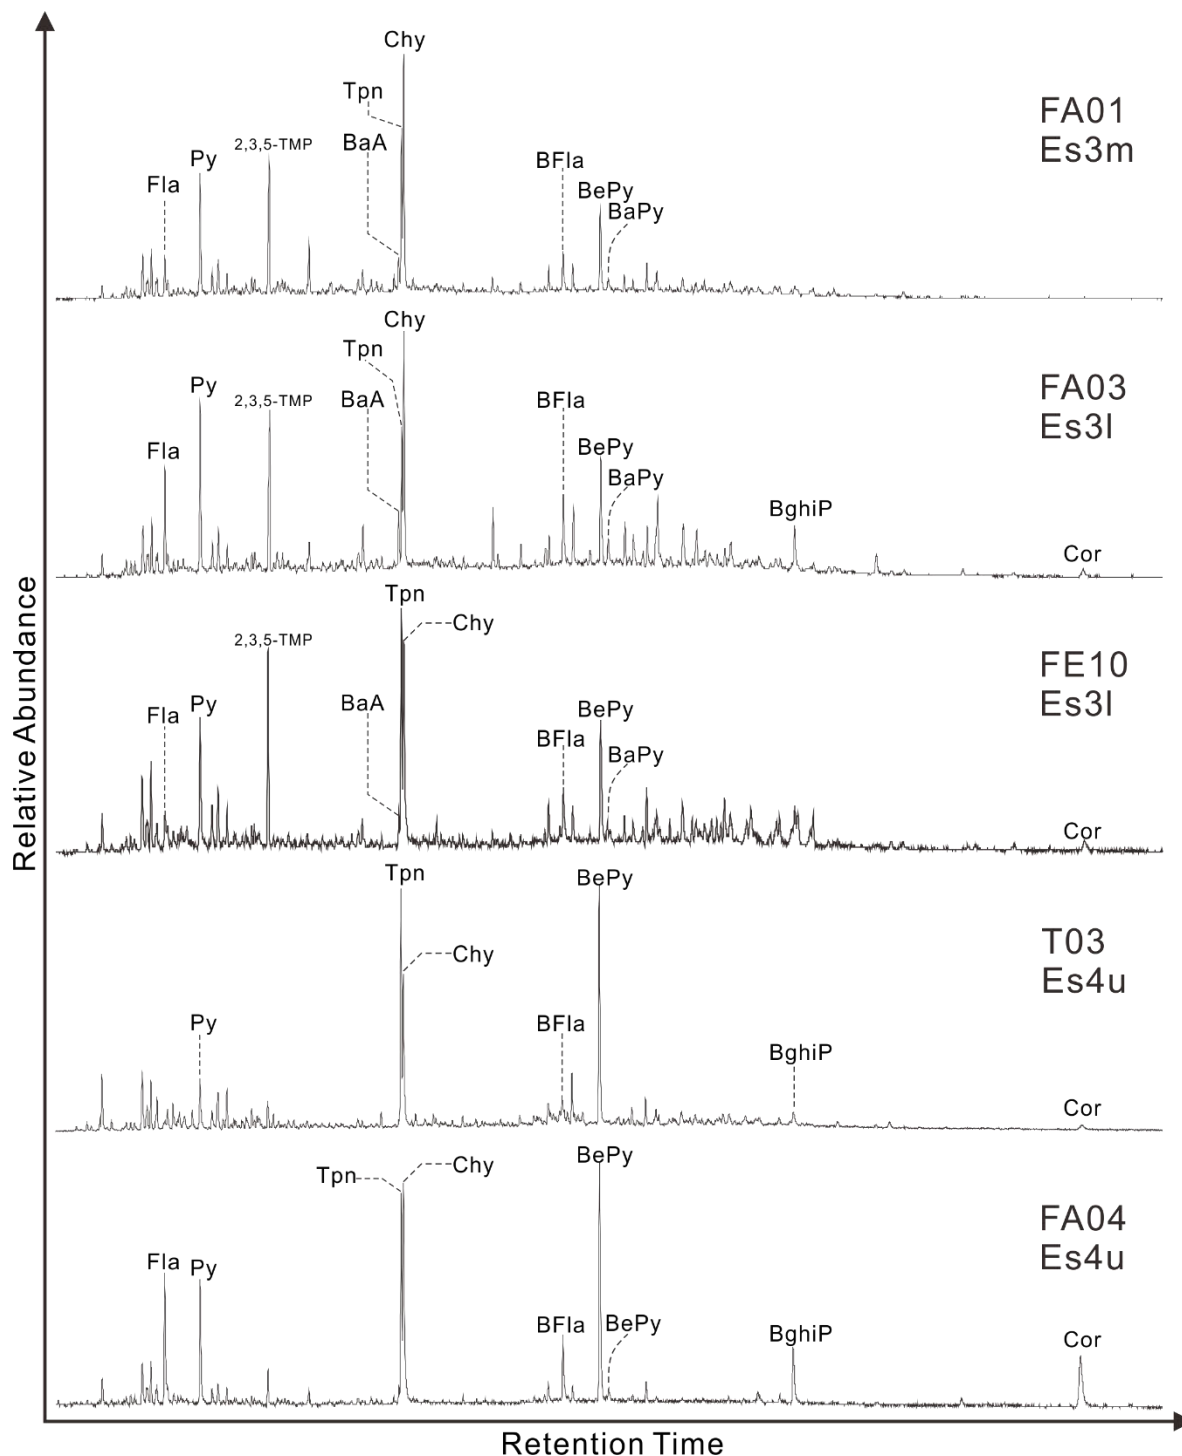 Relative Abundance
Chy
Tpn
BaA
2,3,5-TMP
Py
Fla
BFla
BePy
BaPy
FA01
Es3m
Chy
Tpn
BaA
2,3,5-TMP
Py
Fla
BFla
BePy
BaPy
BghiP
Cor
FA03
Es3l
Tpn
Chy
2,3,5-TMP
BaA
Py
Fla
BePy
BFla
BaPy
Cor
FE10
Es3l
Tpn
Chy
BePy
Py
BFla
BghiP
Cor
T03
Es4u
Tpn
Chy
BePy
Fla
Py
BFla
BePy
BghiP
Cor
FA04
Es4u
Retention Time